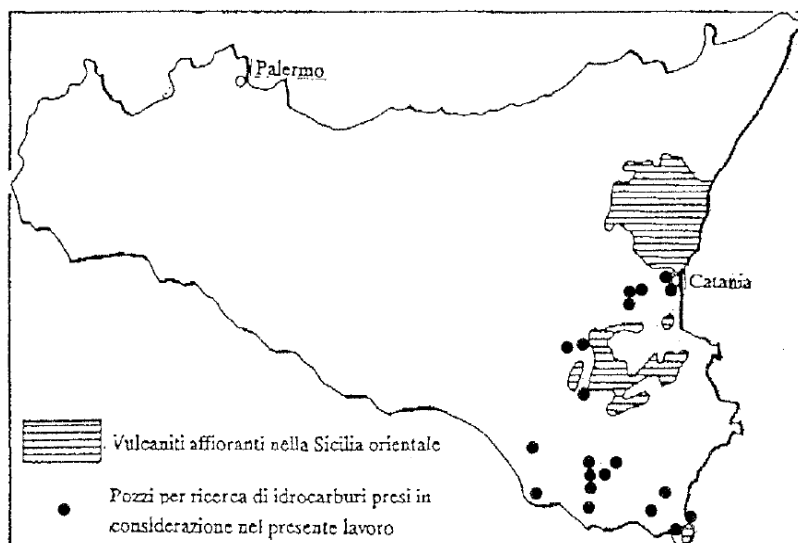 Palermo
Catania
Vulcaniti affioranti nella Sicilia orientale
Pozzi per ricerca di idrocarburi presi in
considerazione nel presente lavoro